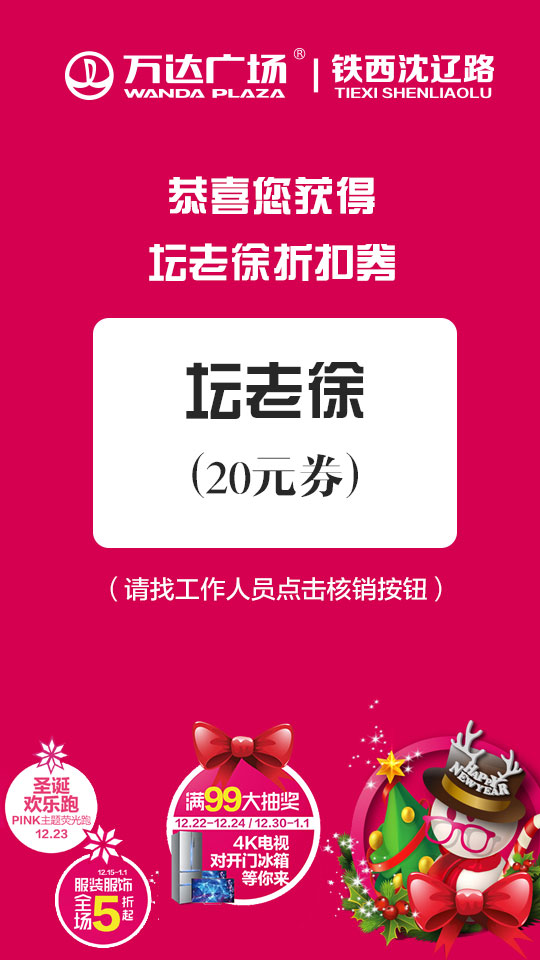 万达广场® | 铁西沈辽路
WANDA PLAZA TIEXI SHENLIAOLU
恭喜您获得
坛老徐折扣券
坛老徐
(20元券)
(请找工作人员点击核销按钮)
圣诞
欢乐跑
PINK主题荧光跑
12.23
12.15-1.1
服装服饰
全场5折起
满99大抽奖
12.22-12.24 / 12.30-1.1
4K电视
对开门冰箱
等你来
HAPPY
NEW YEAR